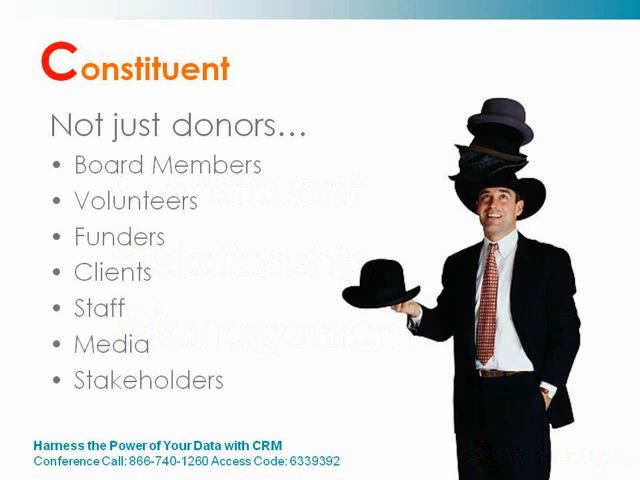 Constituent
Not just donors…
• Board Members
• Volunteers
• Funders
• Clients
• Staff
• Media
• Stakeholders
Harness the Power of Your Data with CRM
Conference Call: 866-740-1260 Access Code: 6339392